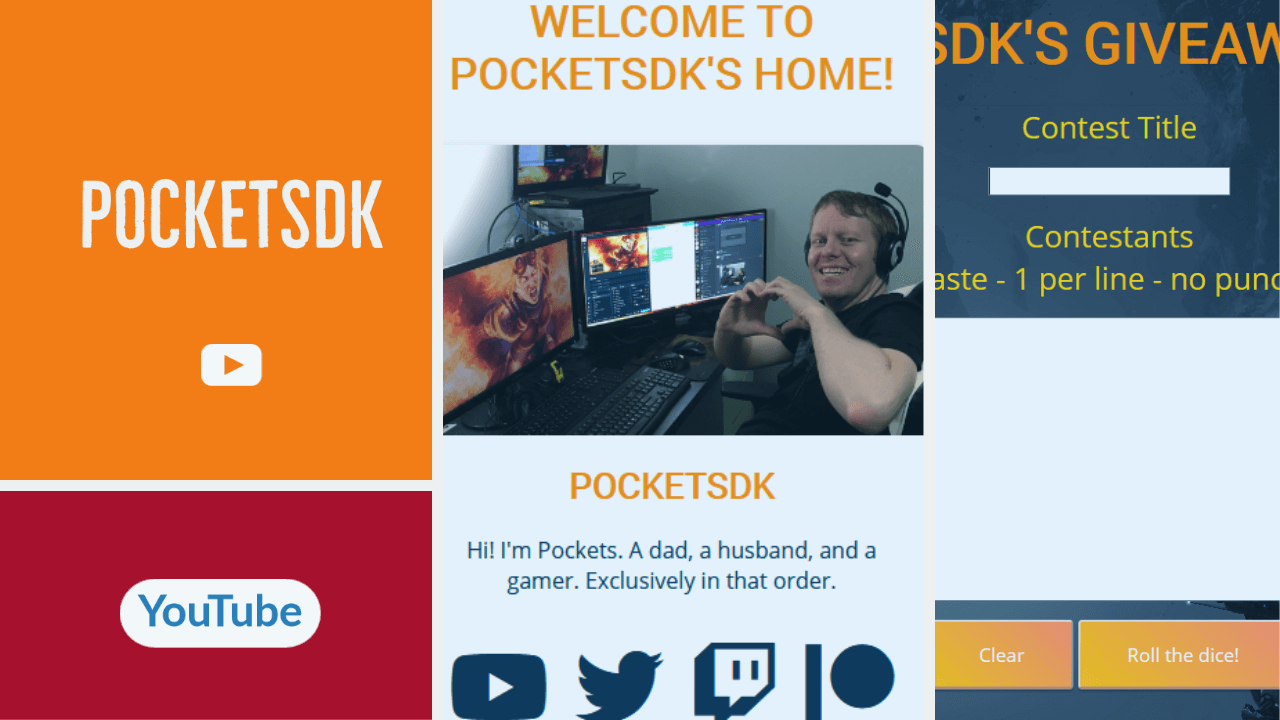 POCKETSDK
YouTube
WELCOME TO
POCKETSDK'S HOME!
POCKETSDK
Hi! I'm Pockets. A dad, a husband, and a
gamer. Exclusively in that order.
SDK'S GIVEAW
Contest Title
Contestants
aste - 1 per line - no punc
Clear
Roll the dice!